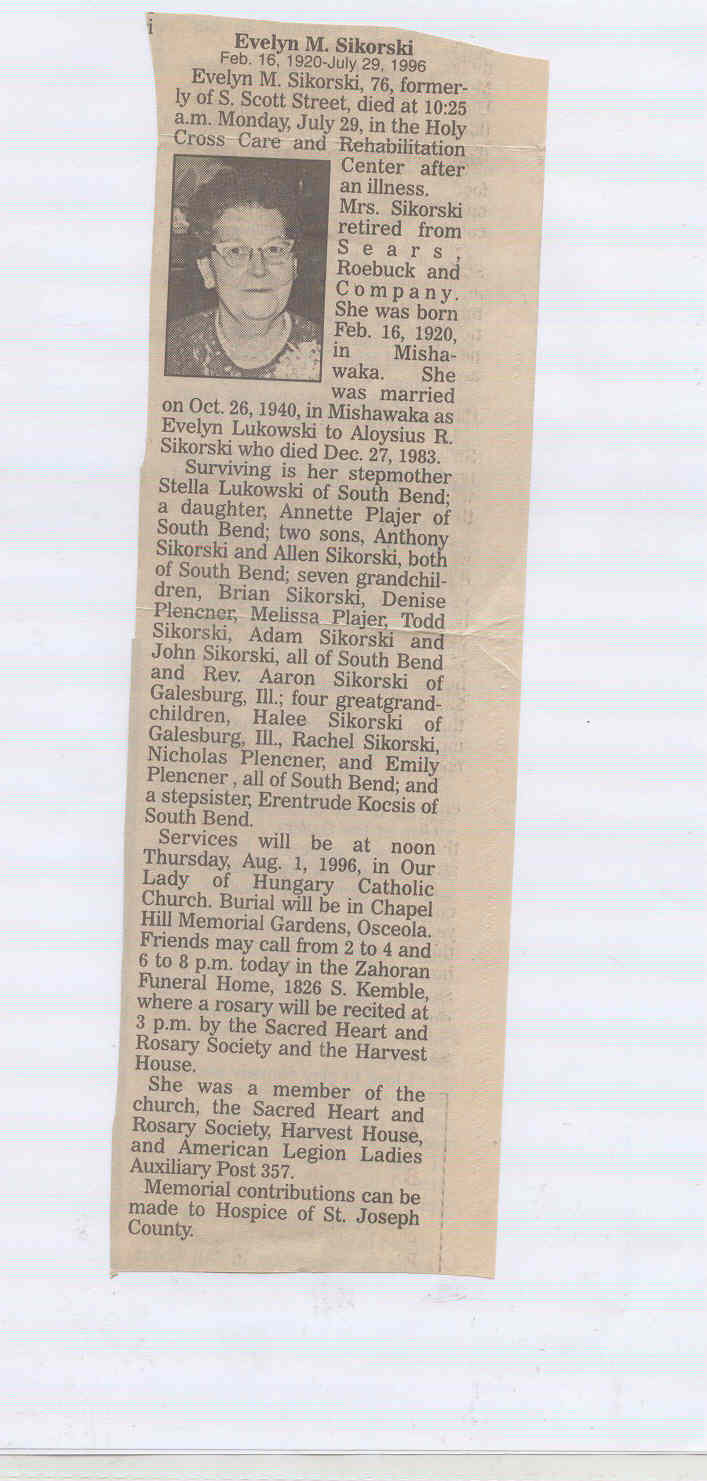 i
Evelyn M. Sikorski
Feb. 16, 1920-July 29, 1996
Evelyn M. Sikorski, 76, former-
ly of S. Scott Street, died at 10:25
a.m. Monday, July 29, in the Holy
Cross Care and Rehabilitation
Center after
an illness.
Mrs. Sikorski
retired from
Sears,
Roebuck and
Company.
She was born
Feb. 16, 1920,
in Misha-
waka. She
was married
on Oct. 26, 1940, in Mishawaka as
Evelyn Lukowski to Aloysius R.
Sikorski who died Dec. 27, 1983.
Surviving is her stepmother
Stella Lukowski of South Bend;
a daughter, Annette Plajer of
South Bend; two sons, Anthony
Sikorski and Allen Sikorski, both
of South Bend; seven grandchil-
dren, Brian Sikorski, Denise
Plencner, Melissa Plajer, Todd
Sikorski, Adam Sikorski and
John Sikorski, all of South Bend
and Rev. Aaron Sikorski of
Galesburg, Ill.; four greatgrand-
children, Halee Sikorski of
Galesburg, Ill., Rachel Sikorski,
Nicholas Plencner, and Emily
Plencner , all of South Bend; and
a stepsister, Erentrude Kocsis of
South Bend.
Services will be at noon
Thursday, Aug. 1, 1996, in Our
Lady of Hungary Catholic
Church. Burial will be in Chapel
Hill Memorial Gardens, Osceola.
Friends may call from 2 to 4 and
6 to 8 p.m. today in the Zahoran
Funeral Home, 1826 S. Kemble,
where a rosary will be recited at
3 p.m. by the Sacred Heart and
Rosary Society and the Harvest
House.
She was a member of the
church, the Sacred Heart and
Rosary Society, Harvest House,
and American Legion Ladies
Auxiliary Post 357.
Memorial contributions can be
made to Hospice of St. Joseph
County.